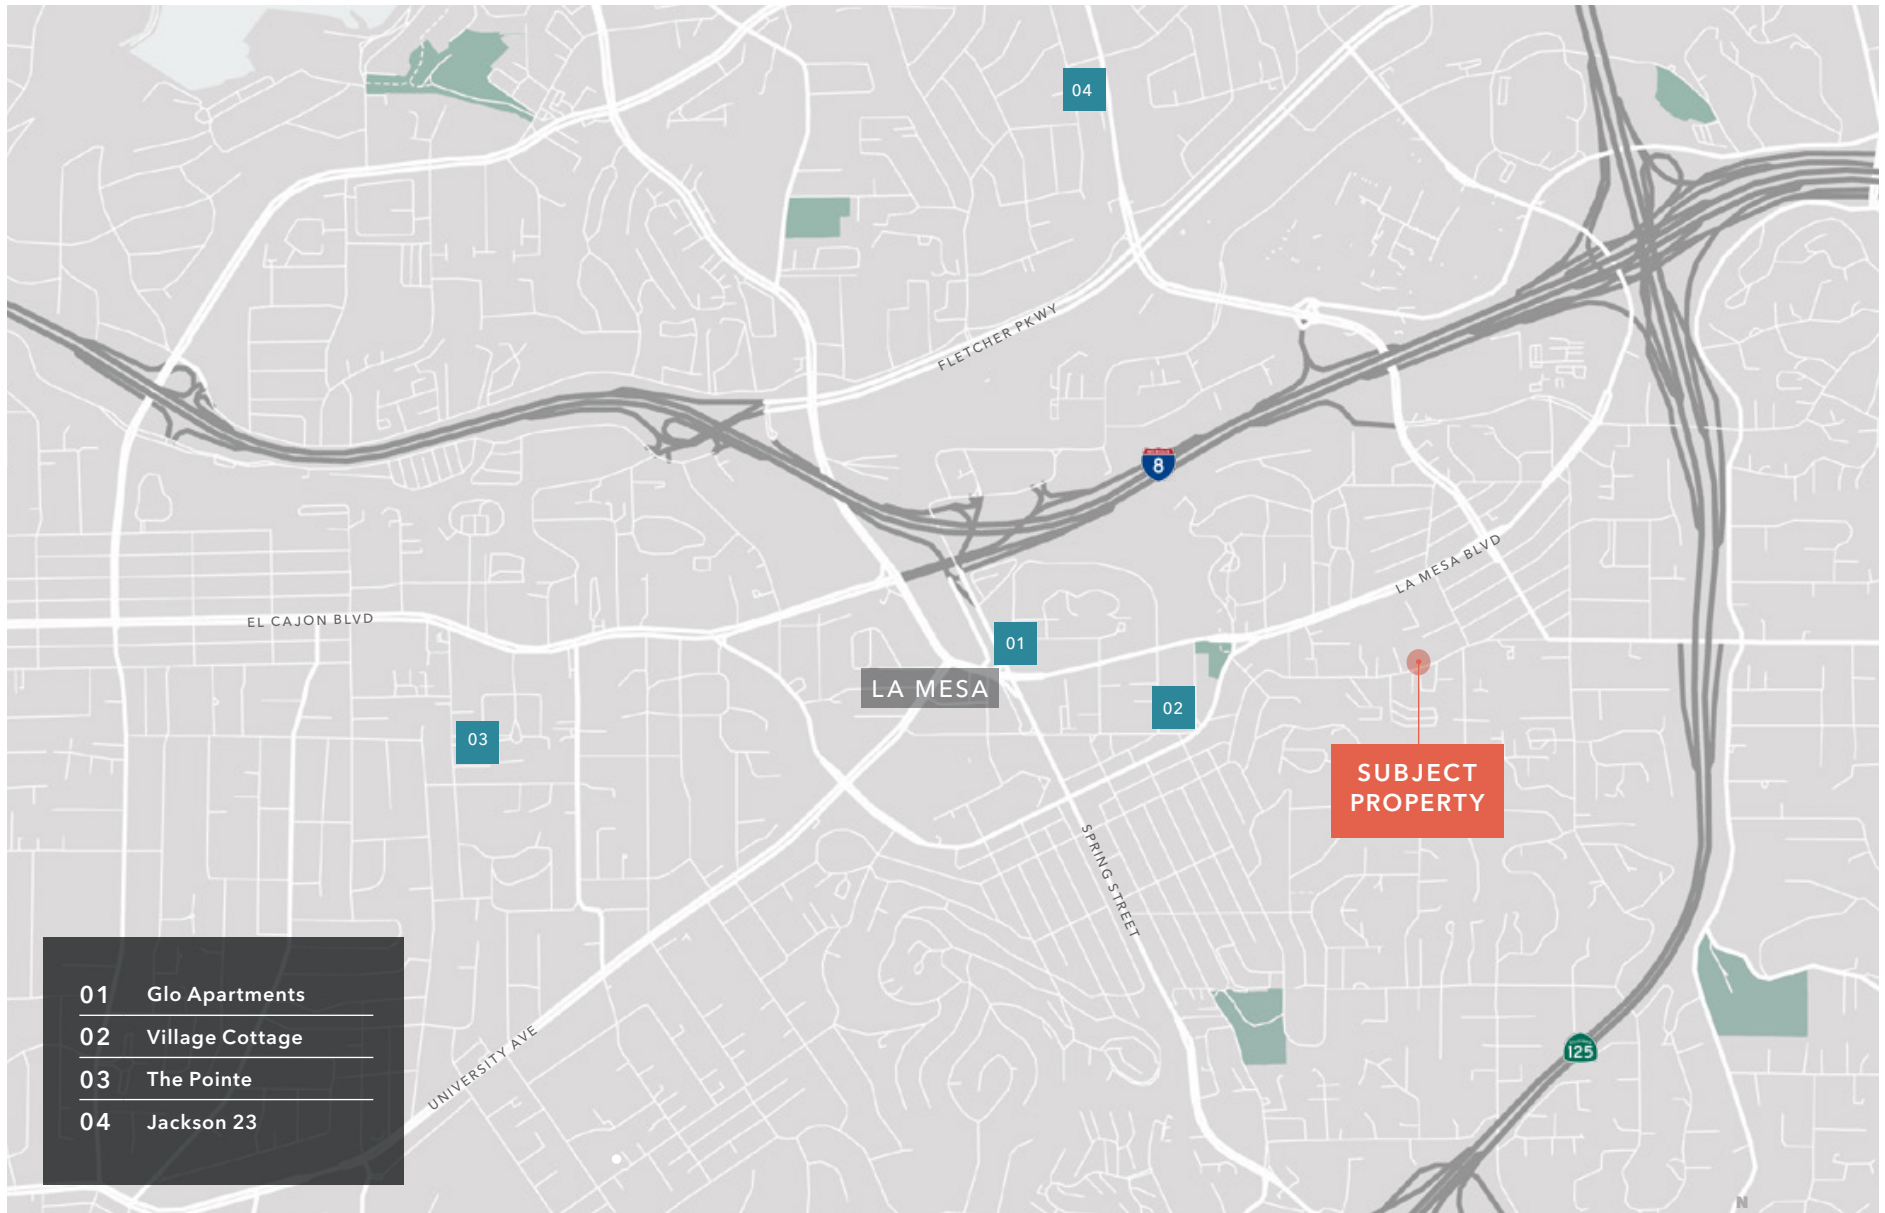 04
FLETCHER PKWY
8
LA MESA BLVD
EL CAJON BLVD
01
LA MESA
02
03
SUBJECT
PROPERTY
SPRING STREET
01 Glo Apartments
02 Village Cottage
03 The Pointe
04 Jackson 23
UNIVERSITY AVE
125
N